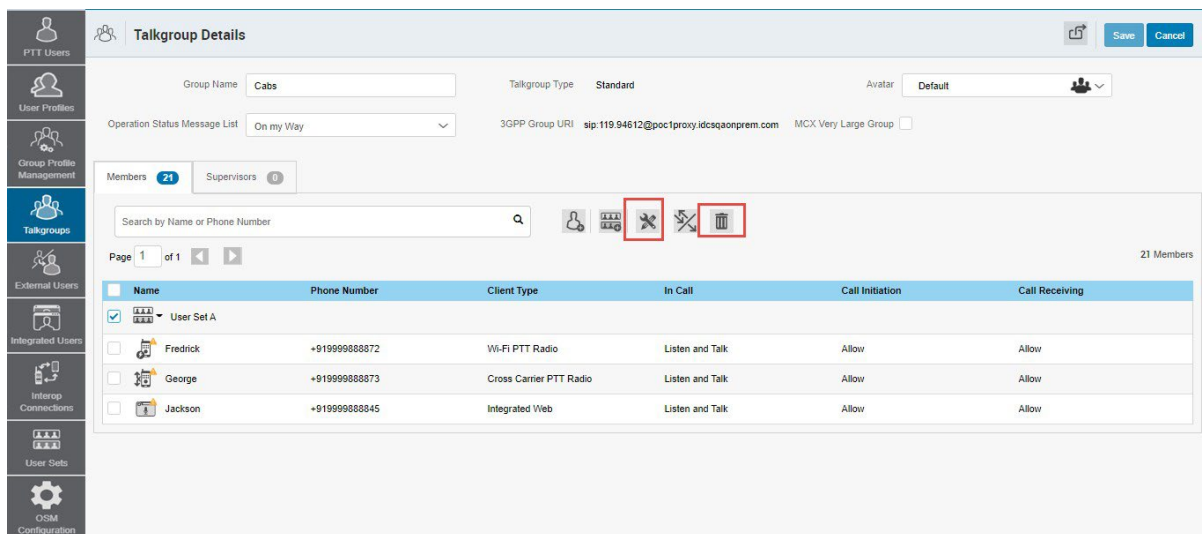 PTT Users
User Profiles
Group Profile
Management
Talkgroups
External Users
Integrated Users
Interop
Connections
User Sets
OSM
Configuration
Talkgroup Details
Save Cancel
Group Name Cabs Talkgroup Type Standard Avatar Default
Operation Status Message List On my Way 3GPP Group URI sip:119.94612@poc1proxy.idcsqaonprem.com MCX Very Large Group
Members 21 Supervisors 0
Search by Name or Phone Number
Page 1 of 1 21 Members
Name Phone Number Client Type In Call Call Initiation Call Receiving
User Set A
Fredrick +919999888872 Wi-Fi PTT Radio Listen and Talk Allow Allow
George +919999888873 Cross Carrier PTT Radio Listen and Talk Allow Allow
Jackson +919999888845 Integrated Web Listen and Talk Allow Allow